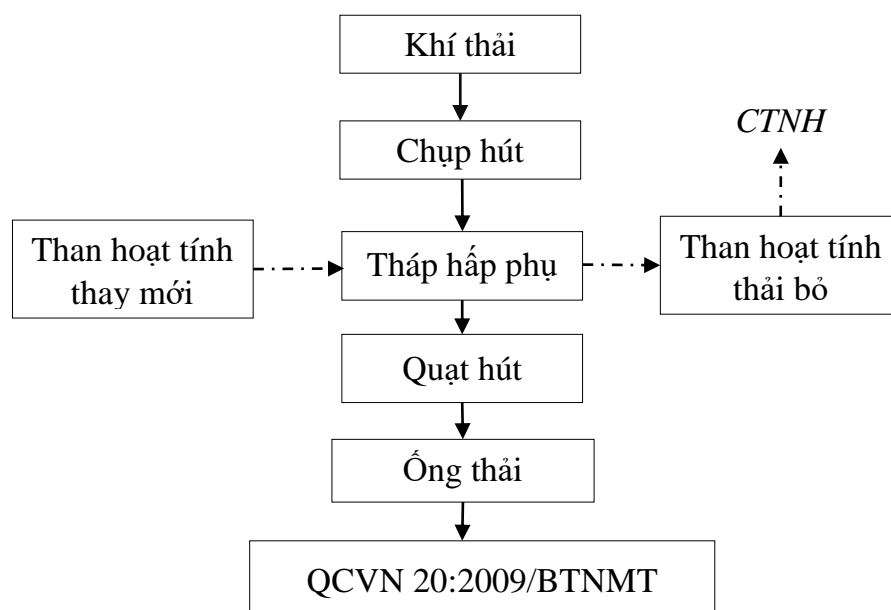 Khí thải
Chụp hút
CTNH
Than hoạt tính
thay mới
Tháp hấp phụ
Than hoạt tính
thải bỏ
Quạt hút
Ống thải
QCVN 20:2009/BTNMT